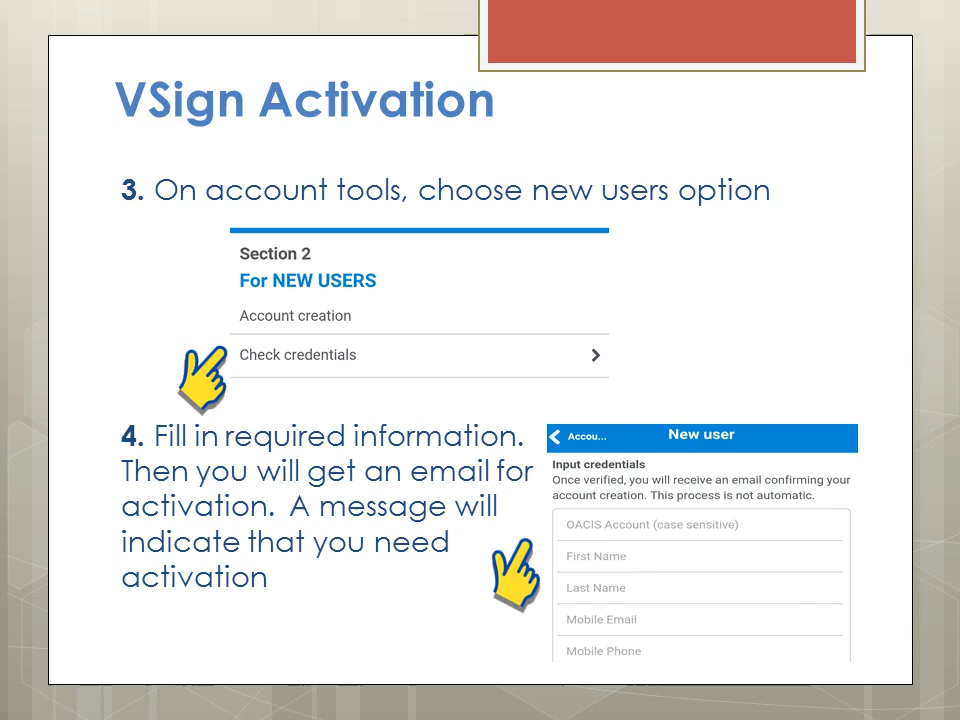 VSign Activation
3. On account tools, choose new users option
Section 2
For NEW USERS
Account creation
Check credentials
4. Fill in required information.
Then you will get an email for
activation.  A message will
indicate that you need
activation
Accou...
New user
Input credentials
Once verified, you will receive an email confirming your
account creation. This process is not automatic.
OACIS Account (case sensitive)
First Name
Last Name
Mobile Email
Mobile Phone